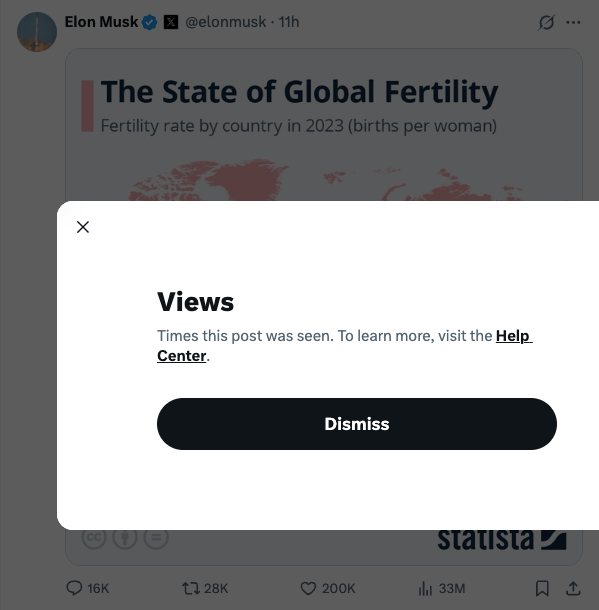 Elon Musk @elonmusk · 11h
The State of Global Fertility
Fertility rate by country in 2023 (births per woman)
Views
Times this post was seen. To learn more, visit the Help
Center.
Dismiss
cc =
statista
16K 28K 200K 33M